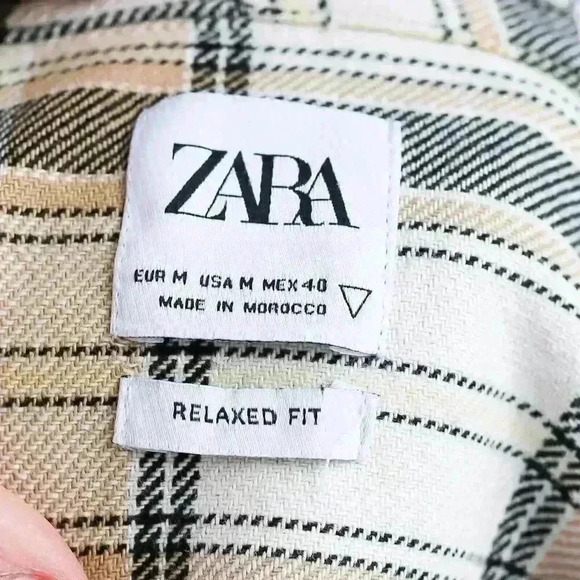 ZARA
EUR M USA M MEX 40
MADE IN MOROCCO
RELAXED FIT